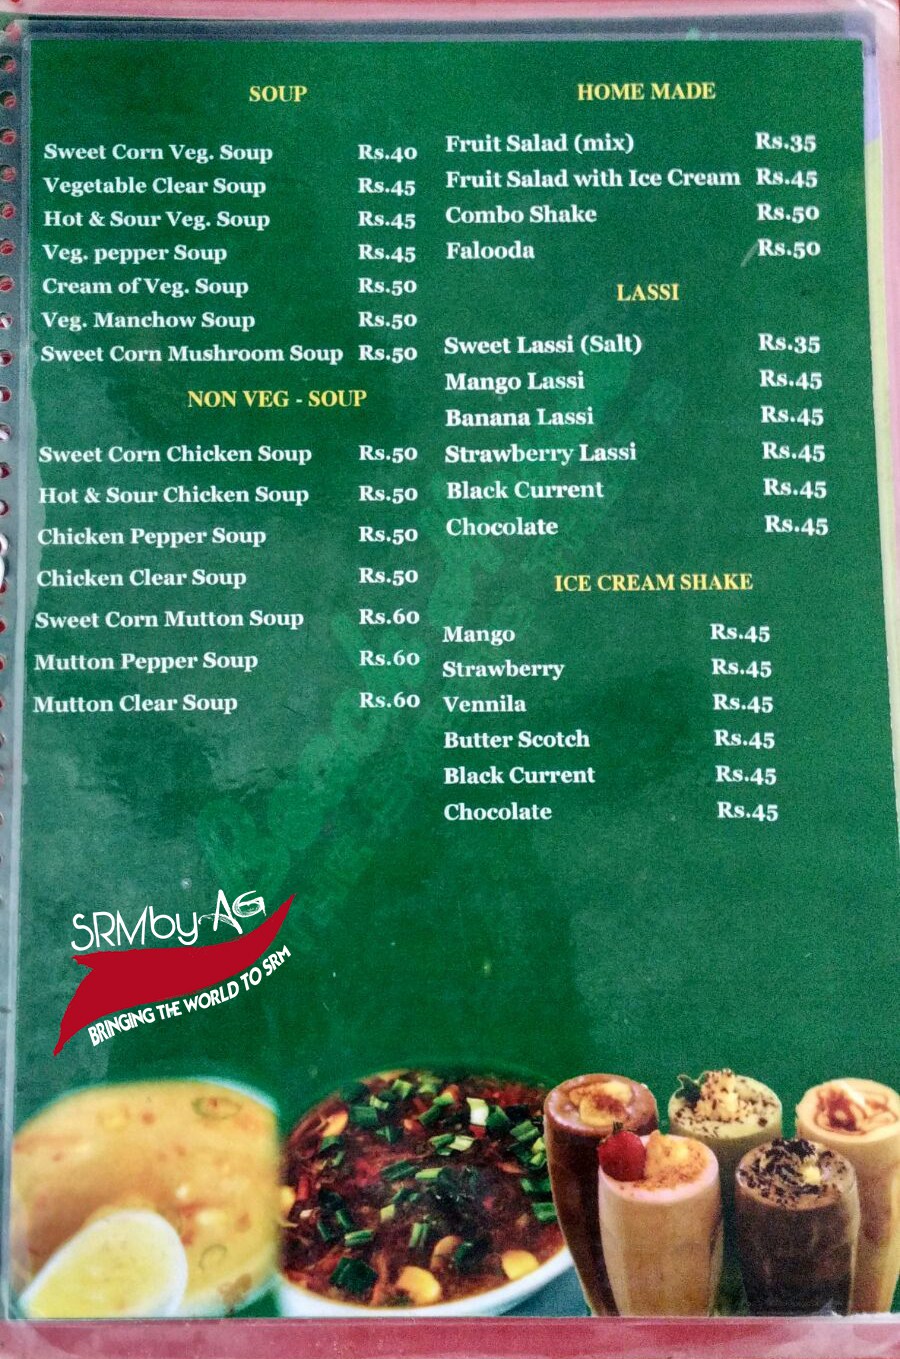 SOUP
Sweet Corn Veg. Soup Rs.40
Vegetable Clear Soup Rs.45
Hot & Sour Veg. Soup Rs.45
Veg. pepper Soup Rs.45
Cream of Veg. Soup Rs.50
Veg. Manchow Soup Rs.50
Sweet Corn Mushroom Soup Rs.50
NON VEG - SOUP
Sweet Corn Chicken Soup Rs.50
Hot & Sour Chicken Soup Rs.50
Chicken Pepper Soup Rs.50
Chicken Clear Soup Rs.50
Sweet Corn Mutton Soup Rs.60
Mutton Pepper Soup Rs.60
Mutton Clear Soup Rs.60
HOME MADE
Fruit Salad (mix) Rs.35
Fruit Salad with Ice Cream Rs.45
Combo Shake Rs.50
Falooda Rs.50
LASSI
Sweet Lassi (Salt) Rs.35
Mango Lassi Rs.45
Banana Lassi Rs.45
Strawberry Lassi Rs.45
Black Current Rs.45
Chocolate Rs.45
ICE CREAM SHAKE
Mango Rs.45
Strawberry Rs.45
Vennila Rs.45
Butter Scotch Rs.45
Black Current Rs.45
Chocolate Rs.45
SRMby-AG
BRINGING THE WORLD TO SRM